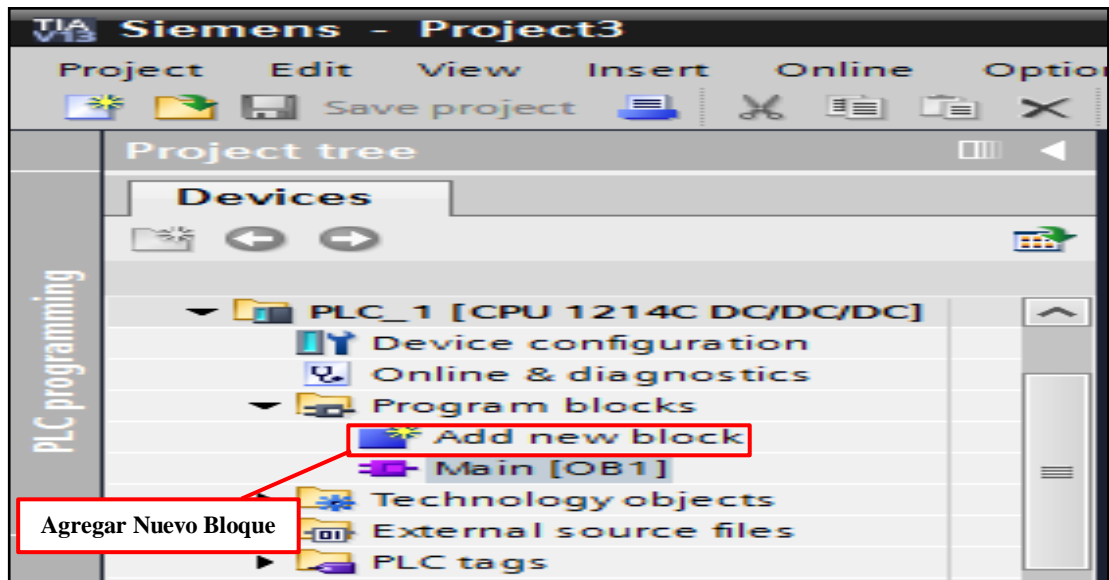 TIA V13 Siemens - Project3
Project Edit View Insert Online Optio
Save project
Project tree
Devices
PLC programming
PLC_1 [CPU 1214C DC/DC/DC]
Device configuration
Online & diagnostics
Program blocks
Add new block
Main [OB1]
Technology objects
Agregar Nuevo Bloque
External source files
PLC tags